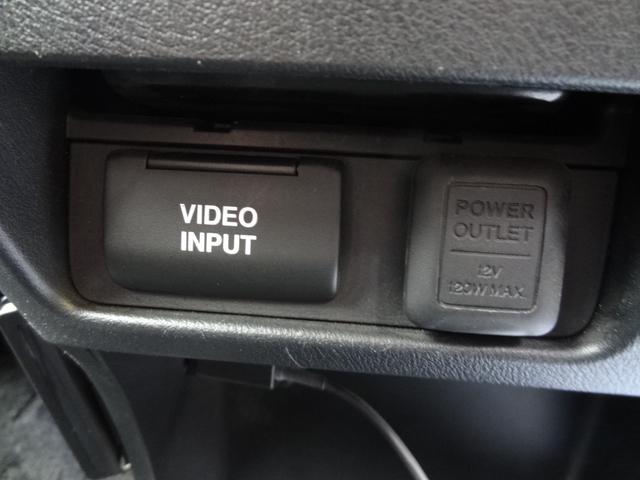 VIDEO
INPUT
POWER
OUTLET
12V
120W MAX.